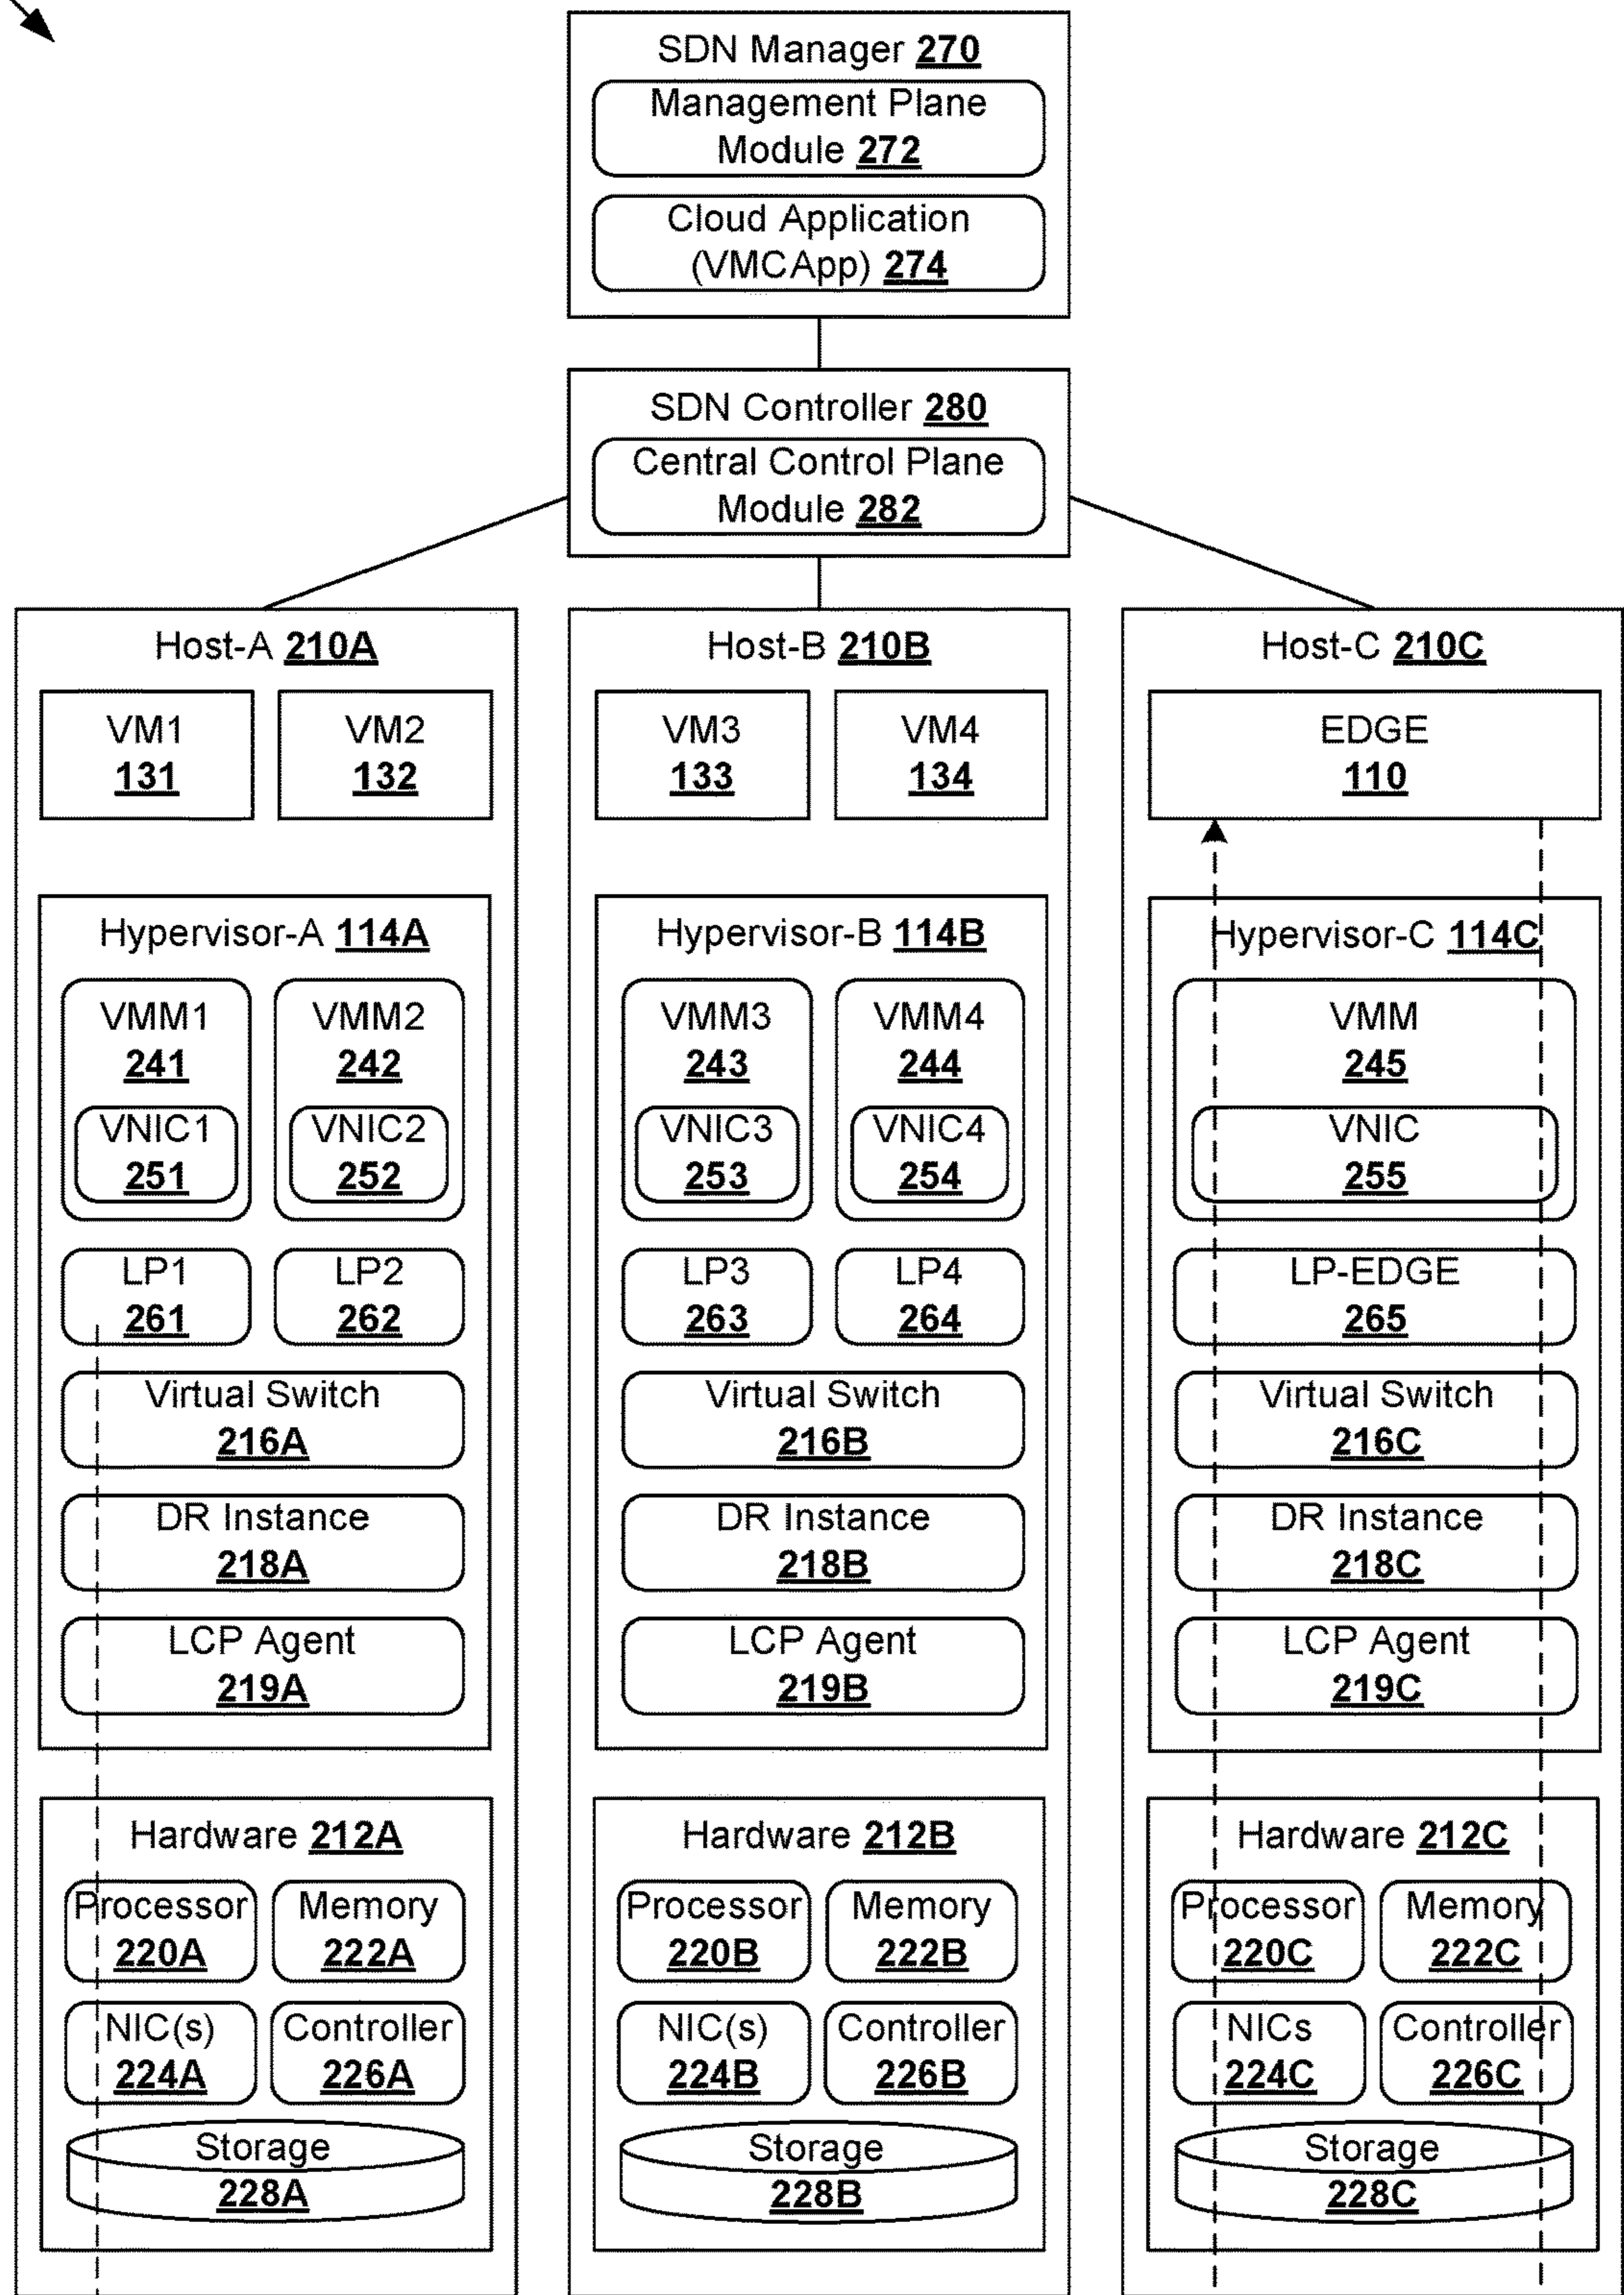 SDN Manager 270
Management Plane
Module 272
Cloud Application
(VMCApp) 274
SDN Controller 280
Central Control Plane
Module 282
Host-A 210A
VM1
131
VM2
132
Hypervisor-A 114A
VMM1
241
VNIC1
251
VMM2
242
VNIC2
252
LP1
261
LP2
262
Virtual Switch
216A
DR Instance
218A
LCP Agent
219A
Hardware 212A
Processor
220A
Memory
222A
NIC(s)
224A
Controller
226A
Storage
228A
Host-B 210B
VM3
133
VM4
134
Hypervisor-B 114B
VMM3
243
VNIC3
253
VMM4
244
VNIC4
254
LP3
263
LP4
264
Virtual Switch
216B
DR Instance
218B
LCP Agent
219B
Hardware 212B
Processor
220B
Memory
222B
NIC(s)
224B
Controller
226B
Storage
228B
Host-C 210C
EDGE
110
Hypervisor-C 114C
VMM
245
VNIC
255
LP-EDGE
265
Virtual Switch
216C
DR Instance
218C
LCP Agent
219C
Hardware 212C
Processor
220C
Memory
222C
NICs
224C
Controller
226C
Storage
228C